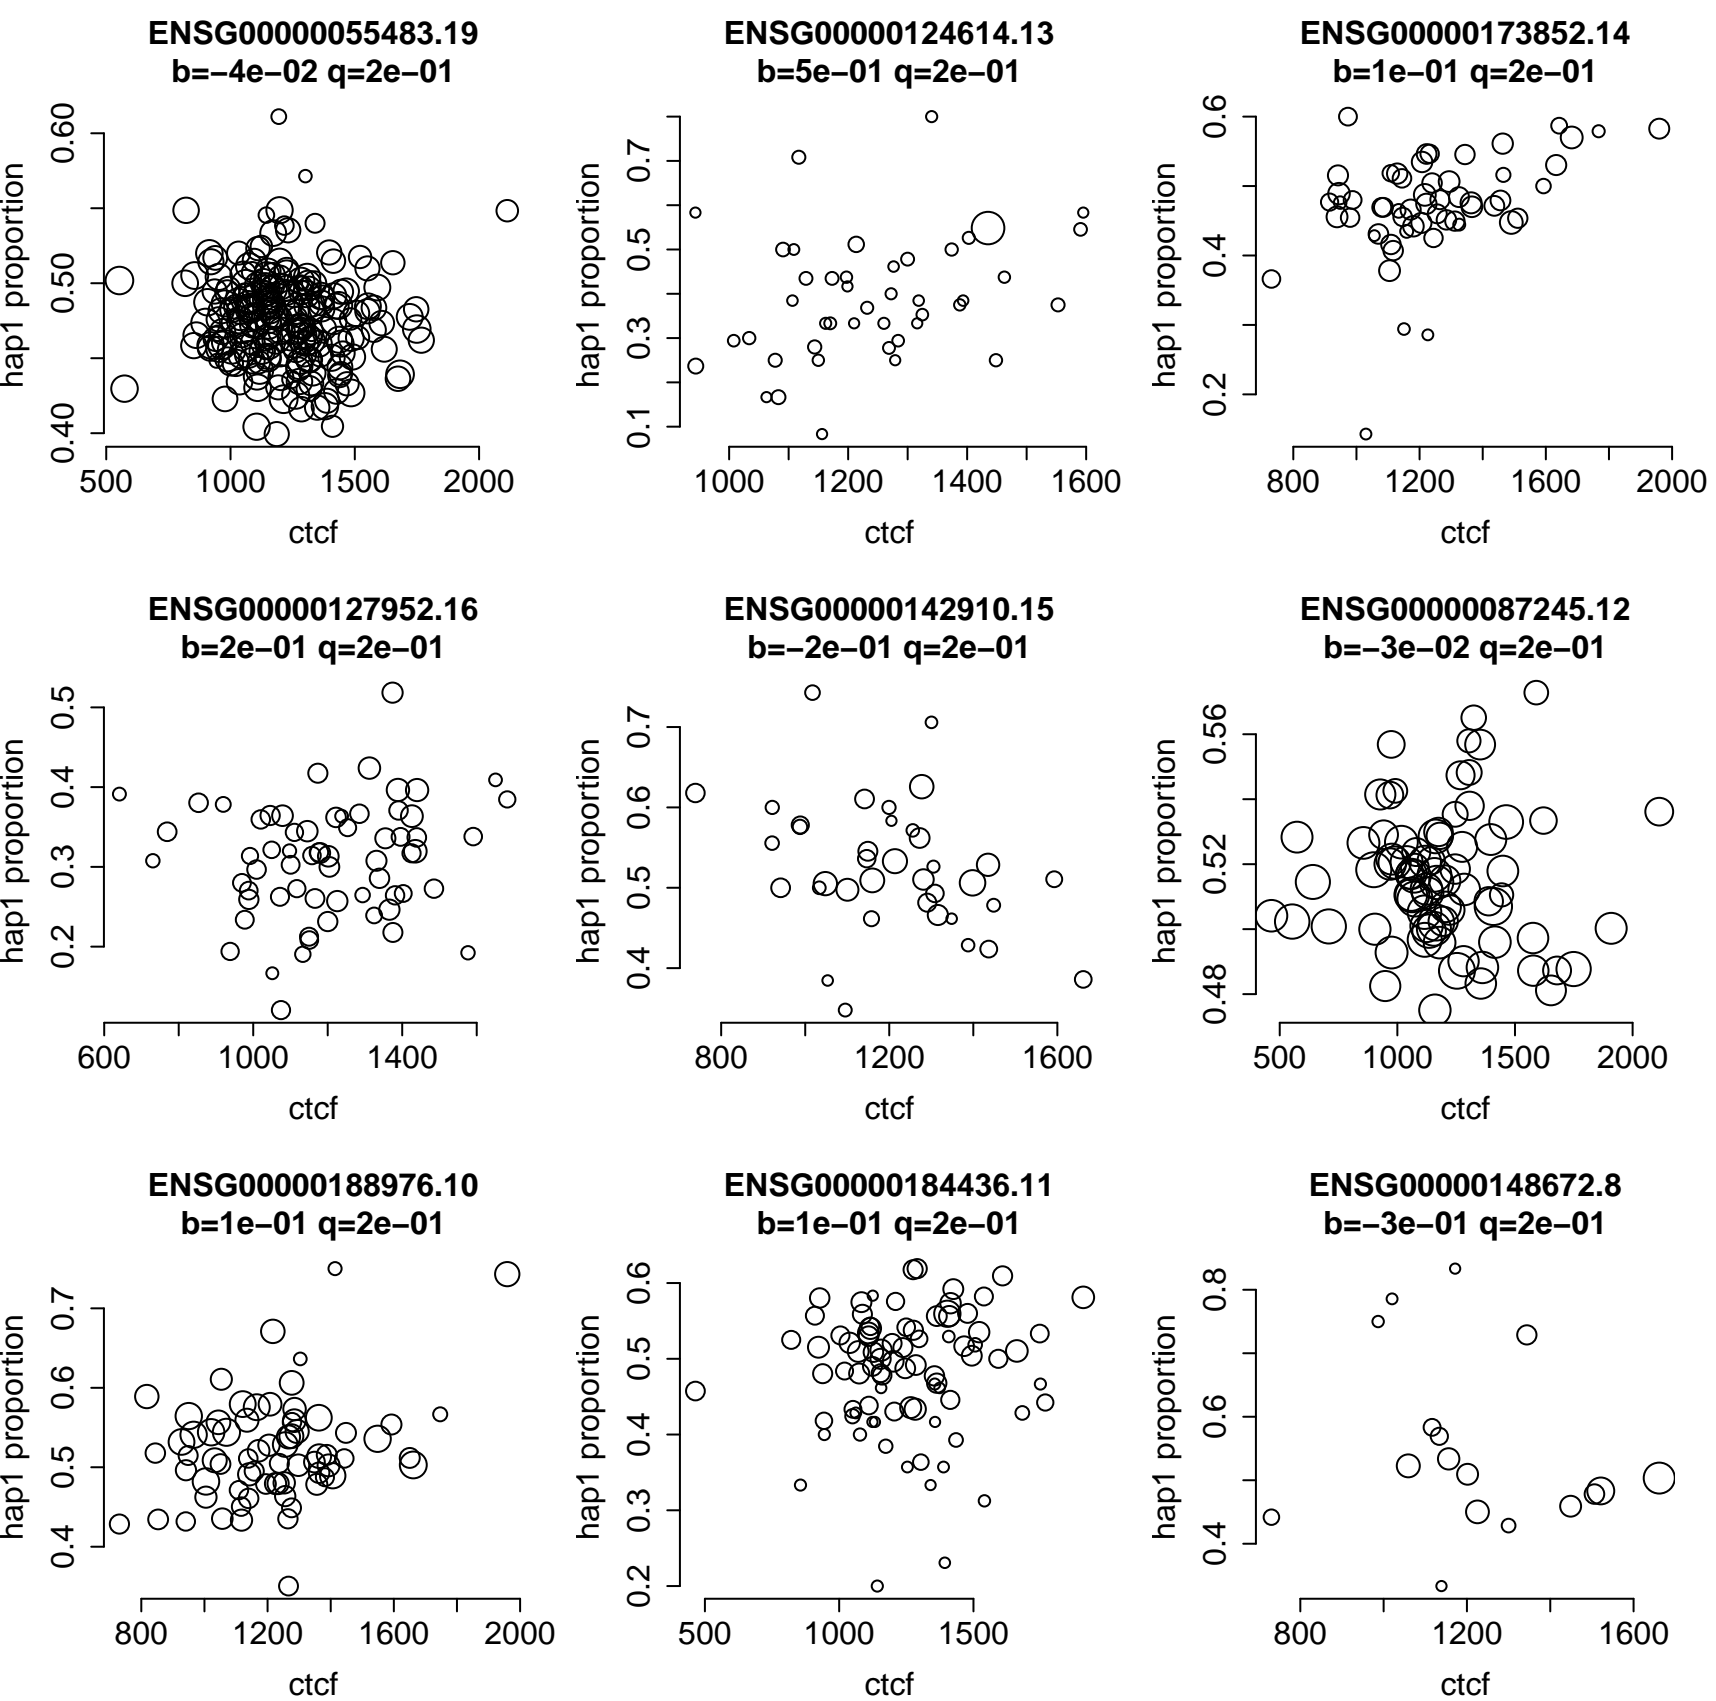 ENSG00000055483.19
b=−4e−02 q=2e−01
hap1 proportion
0.60
0.50
0.40
500 1000 1500 2000
ctcf
ENSG00000124614.13
b=5e−01 q=2e−01
hap1 proportion
0.7
0.5
0.3
0.1
1000 1200 1400 1600
ctcf
ENSG00000173852.14
b=1e−01 q=2e−01
hap1 proportion
0.6
0.4
0.2
800 1200 1600 2000
ctcf
ENSG00000127952.16
b=2e−01 q=2e−01
hap1 proportion
0.5
0.4
0.3
0.2
600 1000 1400
ctcf
ENSG00000142910.15
b=−2e−01 q=2e−01
hap1 proportion
0.7
0.6
0.5
0.4
800 1200 1600
ctcf
ENSG00000087245.12
b=−3e−02 q=2e−01
hap1 proportion
0.56
0.52
0.48
500 1000 1500 2000
ctcf
ENSG00000188976.10
b=1e−01 q=2e−01
hap1 proportion
0.7
0.6
0.5
0.4
800 1200 1600 2000
ctcf
ENSG00000184436.11
b=1e−01 q=2e−01
hap1 proportion
0.6
0.5
0.4
0.3
0.2
500 1000 1500
ctcf
ENSG00000148672.8
b=−3e−01 q=2e−01
hap1 proportion
0.8
0.6
0.4
800 1200 1600
ctcf